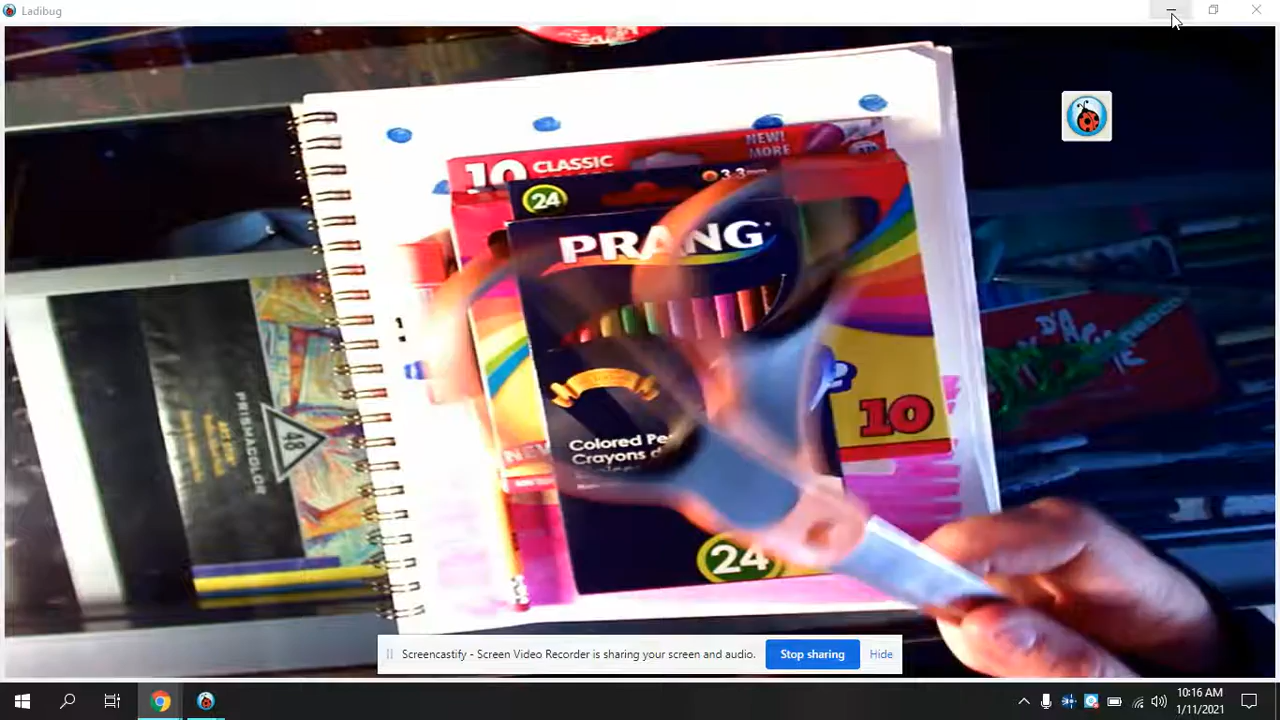 Ladibug
10 CLASSIC
NEW!
MORE
24
PRANG
10
Colored Pe
Crayons d
24
PRISMACOLOR
48
D'A
Screencastify - Screen Video Recorder is sharing your screen and audio.
Stop sharing
Hide
10:16 AM
1/11/2021